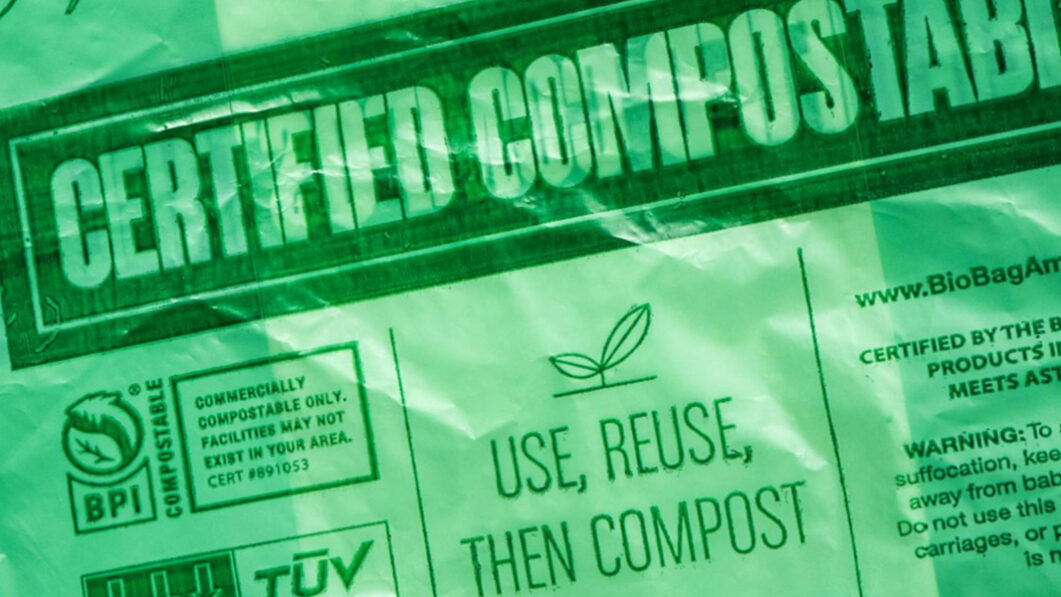 CERTIFIED COMPOSTABL
®
BPI
COMPOSTABLE
COMMERCIALLY
COMPOSTABLE ONLY.
FACILITIES MAY NOT
EXIST IN YOUR AREA.
CERT #891053
TÜV
USE, REUSE,
THEN COMPOST
www.BioBagAm
CERTIFIED BY THE B
PRODUCTS I
MEETS AST
WARNING: To
suffocation, kee
away from bab
Do not use this
carriages, or p
is n